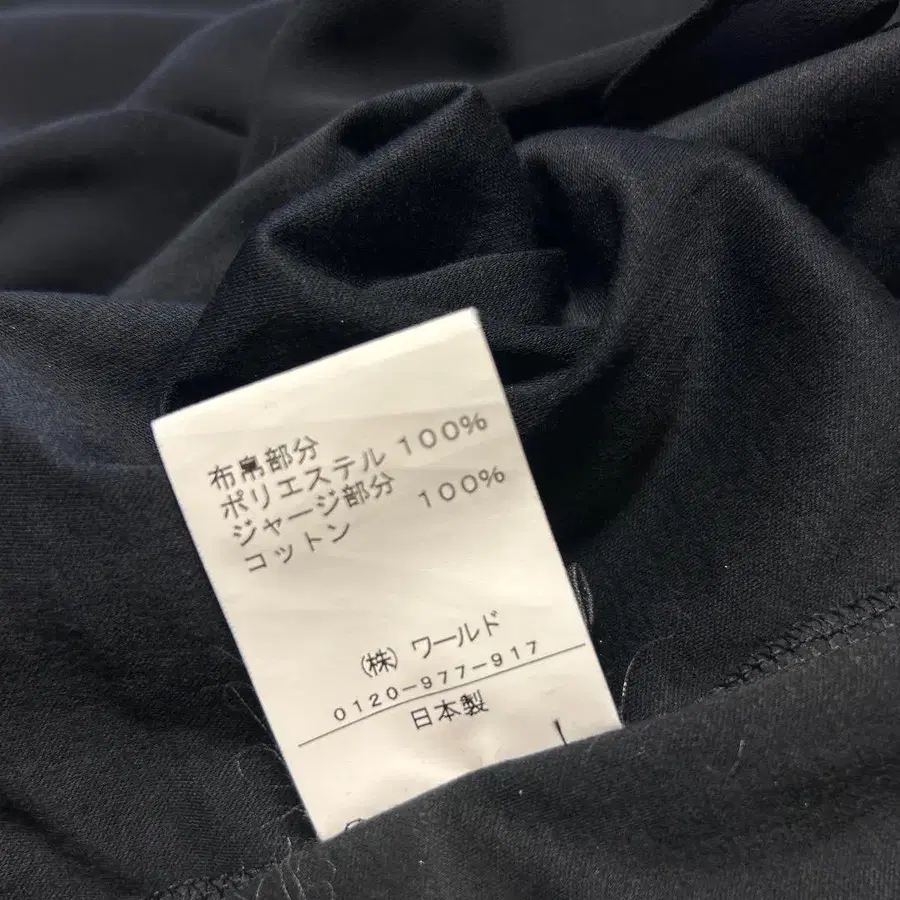 布帛部分
ポリエステル 100%
ジャージ部分
コットン 100%
(株) ワールド
0120-977-917
日本製